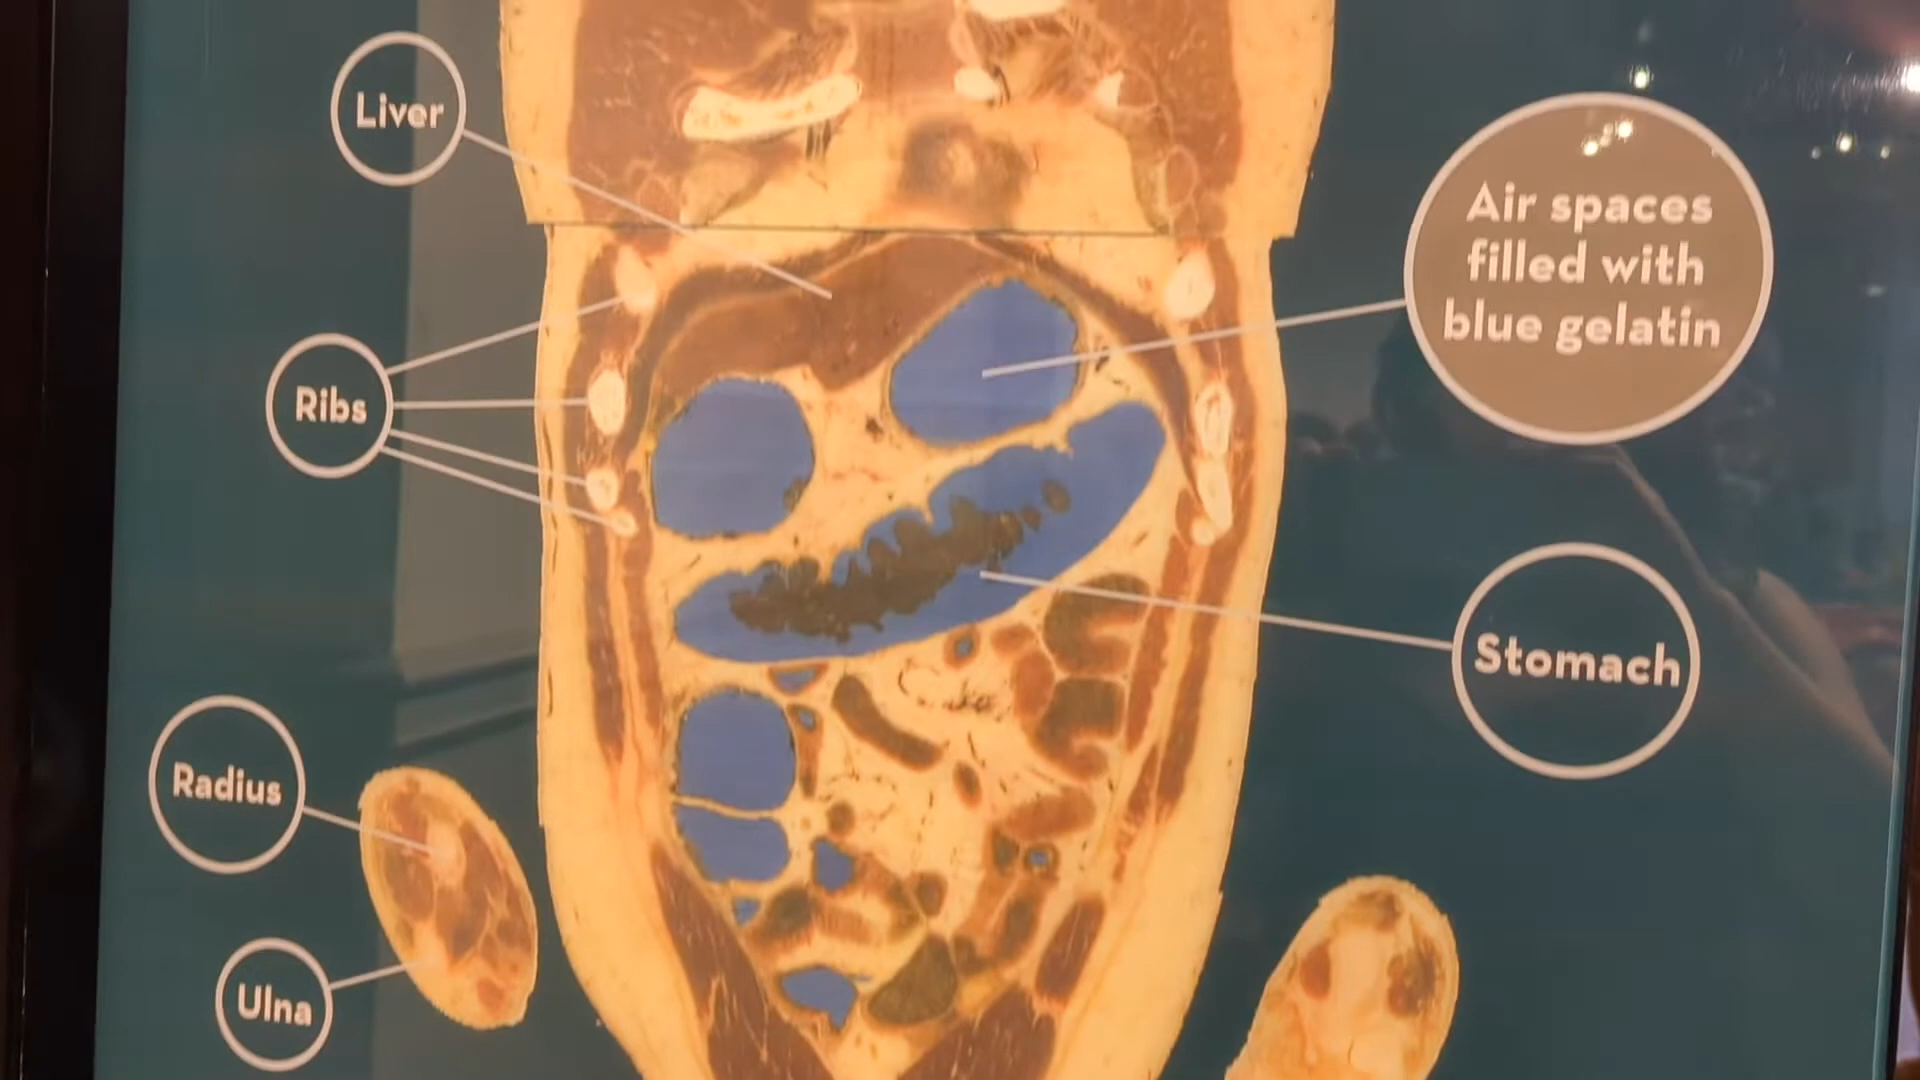 Liver
Air spaces
filled with
blue gelatin
Ribs
Stomach
Radius
Ulna